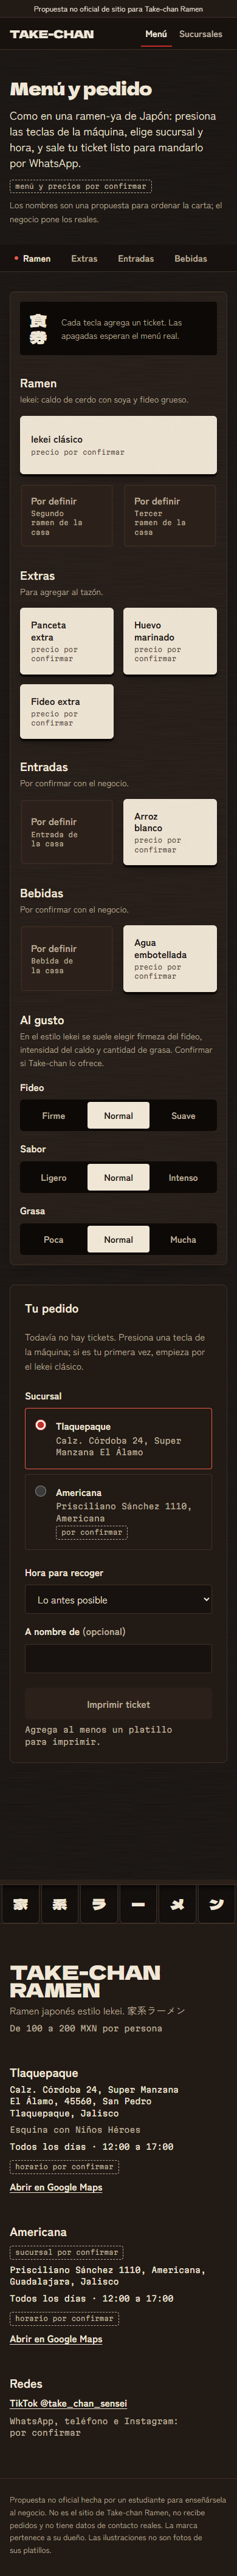 Propuesta no oficial de sitio para Take-chan Ramen
TAKE-CHAN
Menú
Sucursales
Menú y pedido
Como en una ramen-ya de Japón: presiona
las teclas de la máquina, elige sucursal y
hora, y sale tu ticket listo para mandarlo
por WhatsApp.
menú y precios por confirmar
Los nombres son una propuesta para ordenar la carta; el
negocio pone los reales.
Ramen
Extras
Entradas
Bebidas
食券
Cada tecla agrega un ticket. Las
apagadas esperan el menú real.
Ramen
Iekei: caldo de cerdo con soya y fideo grueso.
Iekei clásico
precio por confirmar
Por definir
Segundo
ramen de la
casa
Por definir
Tercer
ramen de la
casa
Extras
Para agregar al tazón.
Panceta
extra
precio por
confirmar
Huevo
marinado
precio por
confirmar
Fideo extra
precio por
confirmar
Entradas
Por confirmar con el negocio.
Por definir
Entrada de
la casa
Arroz
blanco
precio por
confirmar
Bebidas
Por confirmar con el negocio.
Por definir
Bebida de
la casa
Agua
embotellada
precio por
confirmar
Al gusto
En el estilo Iekei se suele elegir firmeza del fideo,
intensidad del caldo y cantidad de grasa. Confirmar
si Take-chan lo ofrece.
Fideo
Firme
Normal
Suave
Sabor
Ligero
Normal
Intenso
Grasa
Poca
Normal
Mucha
Tu pedido
Todavía no hay tickets. Presiona una tecla de
la máquina; si es tu primera vez, empieza por
el Iekei clásico.
Sucursal
Tlaquepaque
Calz. Córdoba 24, Super
Manzana El Álamo
Americana
Prisciliano Sánchez 1110,
Americana
por confirmar
Hora para recoger
Lo antes posible
A nombre de (opcional)
Imprimir ticket
Agrega al menos un platillo
para imprimir.
家 系 ラ ー メ ン
TAKE-CHAN
RAMEN
Ramen japonés estilo Iekei. 家系ラーメン
De 100 a 200 MXN por persona
Tlaquepaque
Calz. Córdoba 24, Super Manzana
El Álamo, 45560, San Pedro
Tlaquepaque, Jalisco
Esquina con Niños Héroes
Todos los días · 12:00 a 17:00
horario por confirmar
Abrir en Google Maps
Americana
sucursal por confirmar
Prisciliano Sánchez 1110, Americana,
Guadalajara, Jalisco
Todos los días · 12:00 a 17:00
horario por confirmar
Abrir en Google Maps
Redes
TikTok @take_chan_sensei
WhatsApp, teléfono e Instagram:
por confirmar
Propuesta no oficial hecha por un estudiante para enseñársela
al negocio. No es el sitio de Take-chan Ramen, no recibe
pedidos y no tiene datos de contacto reales. La marca
pertenece a su dueño. Las ilustraciones no son fotos de
sus platillos.